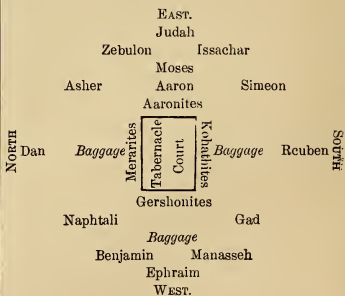 EAST.
Judah
Zebulon Issachar
Moses
Asher Aaron Simeon
Aaronites
NORTH Dan Baggage Merarites Tabernacle Court Kohathites Baggage Reuben SOUTH
Gershonites
Naphtali Gad
Baggage
Benjamin Manasseh
Ephraim
WEST.